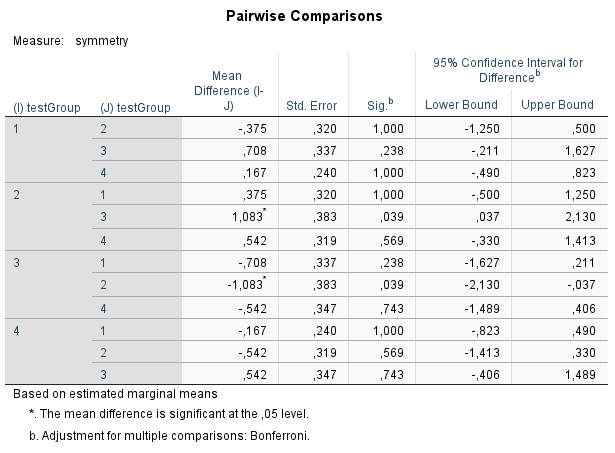 Pairwise Comparisons
Measure: symmetry
(I) testGroup (J) testGroup Mean Difference (I-J) Std. Error Sig.b 95% Confidence Interval for Differenceb
Lower Bound Upper Bound
1 2 -,375 ,320 1,000 -1,250 ,500
3 ,708 ,337 ,238 -,211 1,627
4 ,167 ,240 1,000 -,490 ,823
2 1 ,375 ,320 1,000 -,500 1,250
3 1,083* ,383 ,039 ,037 2,130
4 ,542 ,319 ,569 -,330 1,413
3 1 -,708 ,337 ,238 -1,627 ,211
2 -1,083* ,383 ,039 -2,130 -,037
4 -,542 ,347 ,743 -1,489 ,406
4 1 -,167 ,240 1,000 -,823 ,490
2 -,542 ,319 ,569 -1,413 ,330
3 ,542 ,347 ,743 -,406 1,489
Based on estimated marginal means
*. The mean difference is significant at the ,05 level.
b. Adjustment for multiple comparisons: Bonferroni.